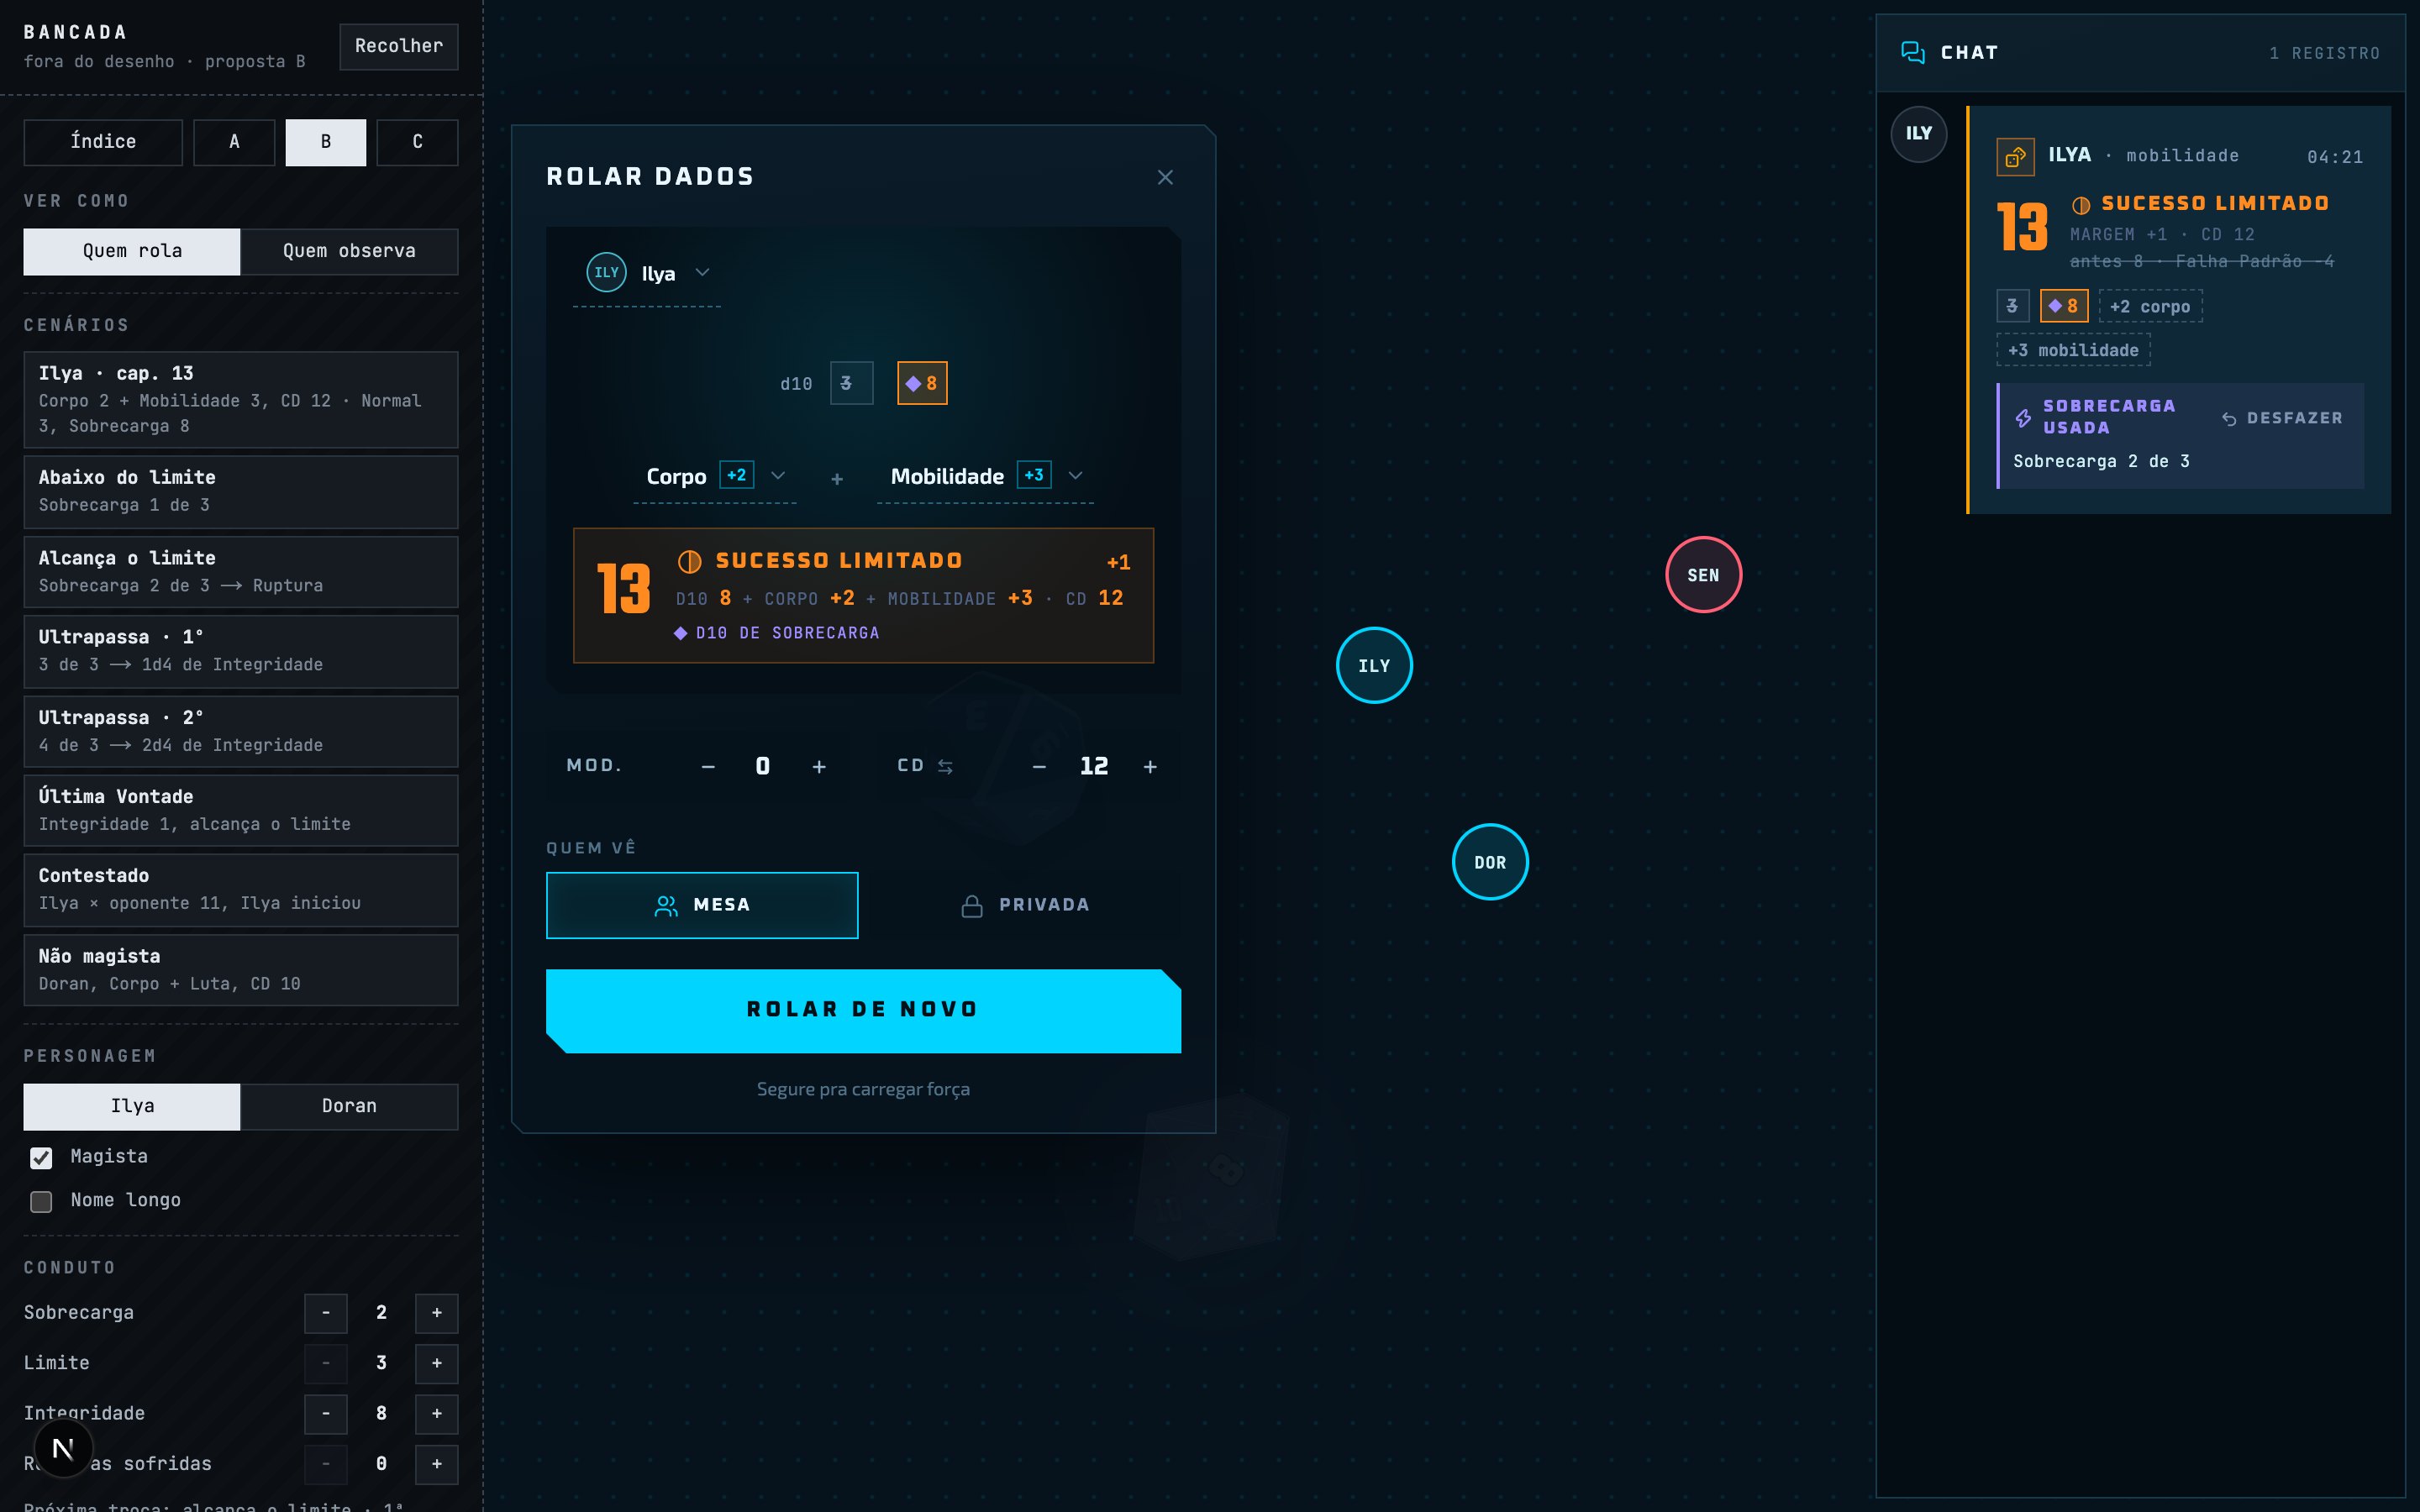 BANCADA
fora do desenho · proposta B
Recolher
Índice
A
B
C
VER COMO
Quem rola
Quem observa
CENÁRIOS
Ilya · cap. 13
Corpo 2 + Mobilidade 3, CD 12 · Normal
3, Sobrecarga 8
Abaixo do limite
Sobrecarga 1 de 3
Alcança o limite
Sobrecarga 2 de 3 → Ruptura
Ultrapassa · 1°
3 de 3 → 1d4 de Integridade
Ultrapassa · 2°
4 de 3 → 2d4 de Integridade
Última Vontade
Integridade 1, alcança o limite
Contestado
Ilya × oponente 11, Ilya iniciou
Não magista
Doran, Corpo + Luta, CD 10
PERSONAGEM
Ilya
Doran
Magista
Nome longo
CONDUTO
Sobrecarga
- 2 +
Limite
- 3 +
Integridade
- 8 +
as sofridas
- 0 +
Próxima troca: alcança o limite · 1ª
N
ROLAR DADOS
ILY
Ilya
d10
3
8
Corpo +2
+
Mobilidade +3
13
SUCESSO LIMITADO
+1
D10 8 + CORPO +2 + MOBILIDADE +3 · CD 12
D10 DE SOBRECARGA
MOD.
− 0 +
CD
− 12 +
QUEM VÊ
MESA
PRIVADA
ROLAR DE NOVO
Segure pra carregar força
8
SEN
ILY
DOR
CHAT
1 REGISTRO
ILY
ILYA · mobilidade
04:21
13
SUCESSO LIMITADO
MARGEM +1 · CD 12
antes 8 · Falha Padrão -4
3
8
+2 corpo
+3 mobilidade
SOBRECARGA
USADA
DESFAZER
Sobrecarga 2 de 3